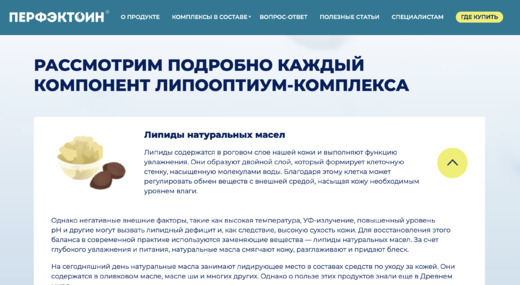 ПЕРФЭКТОИН®
О ПРОДУКТЕ
КОМПЛЕКСЫ В СОСТАВЕ
ВОПРОС-ОТВЕТ
ПОЛЕЗНЫЕ СТАТЬИ
СПЕЦИАЛИСТАМ
ГДЕ КУПИТЬ
РАССМОТРИМ ПОДРОБНО КАЖДЫЙ
КОМПОНЕНТ ЛИПООПТИУМ-КОМПЛЕКСА
Липиды натуральных масел
Липиды содержатся в роговом слое нашей кожи и выполняют функцию
увлажнения. Они образуют двойной слой, который формирует клеточную
стенку, насыщенную молекулами воды. Благодаря этому клетка может
регулировать обмен веществ с внешней средой, насыщая кожу необходимым
уровнем влаги.
Однако негативные внешние факторы, такие как высокая температура, УФ-излучение, повышенный уровень
pH и другие могут вызвать липидный дефицит и, как следствие, высокую сухость кожи. Для восстановления этого
баланса в современной практике используются заменяющие вещества — липиды натуральных масел. За счет
глубокого увлажнения и питания, натуральные масла смягчают кожу, разглаживают и придают блеск.
На сегодняшний день натуральные масла занимают лидирующее место в составах средств по уходу за кожей. Они
содержатся в оливковом масле, масле ши и многих других. Однако о пользе этих продуктов знали еще в Древнем